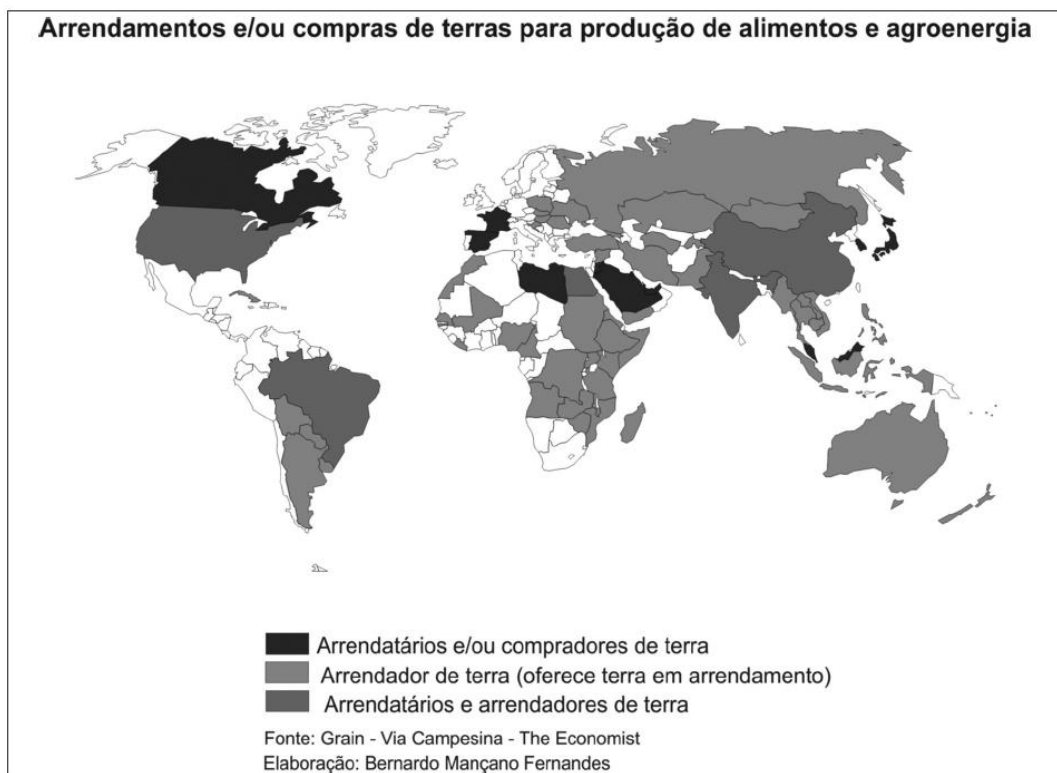 Arrendamentos e/ou compras de terras para produção de alimentos e agroenergia
Arrendatários e/ou compradores de terra
Arrendador de terra (oferece terra em arrendamento)
Arrendatários e arrendadores de terra
Fonte: Grain - Via Campesina - The Economist
Elaboração: Bernardo Mançano Fernandes